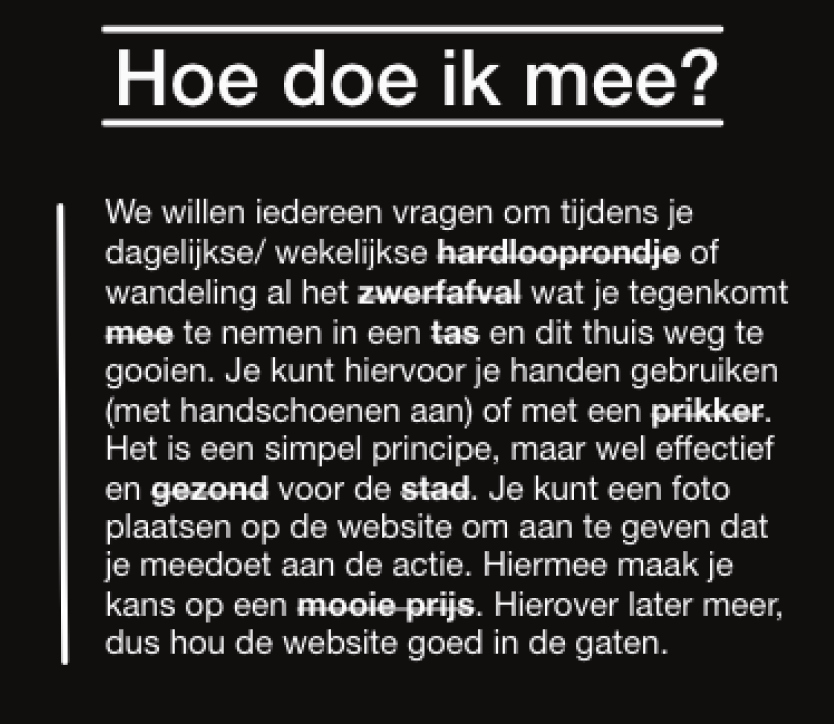 Hoe doe ik mee?
We willen iedereen vragen om tijdens je
dagelijkse/ wekelijkse hardlooprondje of
wandeling al het zwerfafval wat je tegenkomt
mee te nemen in een tas en dit thuis weg te
gooien. Je kunt hiervoor je handen gebruiken
(met handschoenen aan) of met een prikker.
Het is een simpel principe, maar wel effectief
en gezond voor de stad. Je kunt een foto
plaatsen op de website om aan te geven dat
je meedoet aan de actie. Hiermee maak je
kans op een mooie prijs. Hierover later meer,
dus hou de website goed in de gaten.